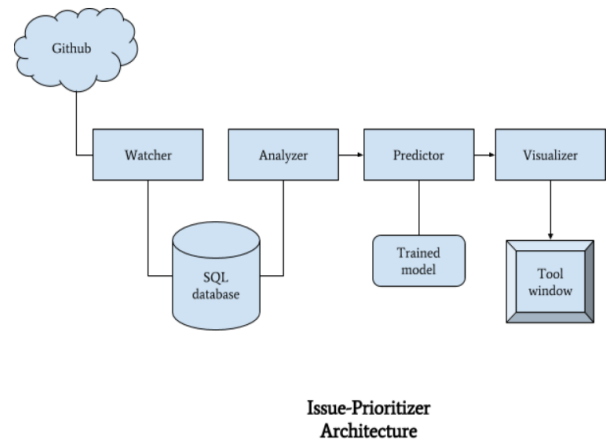 Github
Watcher
Analyzer
Predictor
Visualizer
SQL
database
Trained
model
Tool
window
Issue-Prioritizer
Architecture